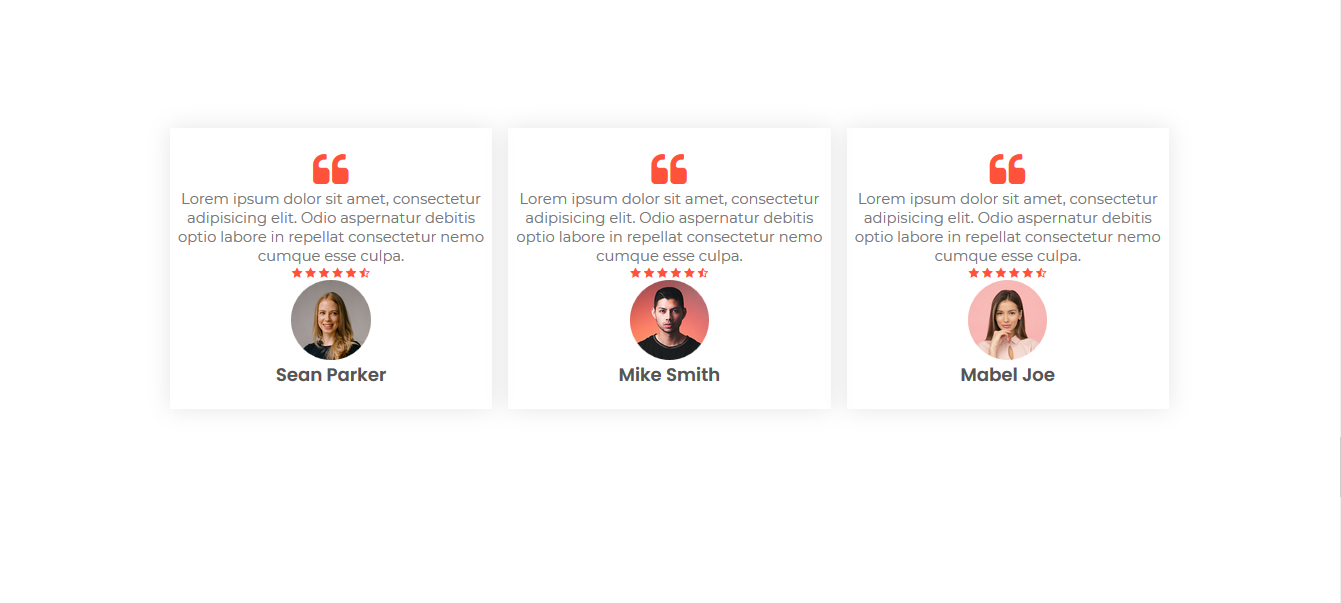 Lorem ipsum dolor sit amet, consectetur
adipisicing elit. Odio aspernatur debitis
optio labore in repellat consectetur nemo
cumque esse culpa.
Sean Parker
Lorem ipsum dolor sit amet, consectetur
adipisicing elit. Odio aspernatur debitis
optio labore in repellat consectetur nemo
cumque esse culpa.
Mike Smith
Lorem ipsum dolor sit amet, consectetur
adipisicing elit. Odio aspernatur debitis
optio labore in repellat consectetur nemo
cumque esse culpa.
Mabel Joe